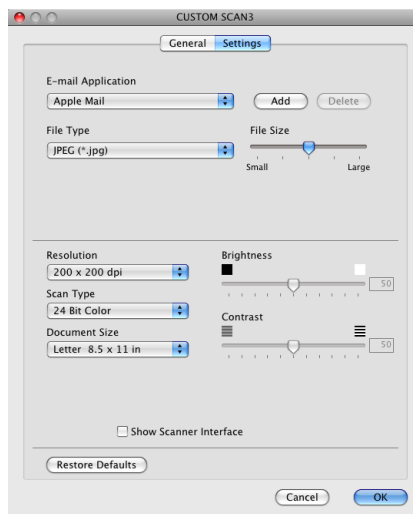 CUSTOM SCAN3
General Settings
E-mail Application
Apple Mail Add Delete
File Type File Size
JPEG (*.jpg)
Small Large
Resolution Brightness
200 x 200 dpi
50
Scan Type
24 Bit Color Contrast
Document Size
Letter 8.5 x 11 in 50
Show Scanner Interface
Restore Defaults
Cancel OK